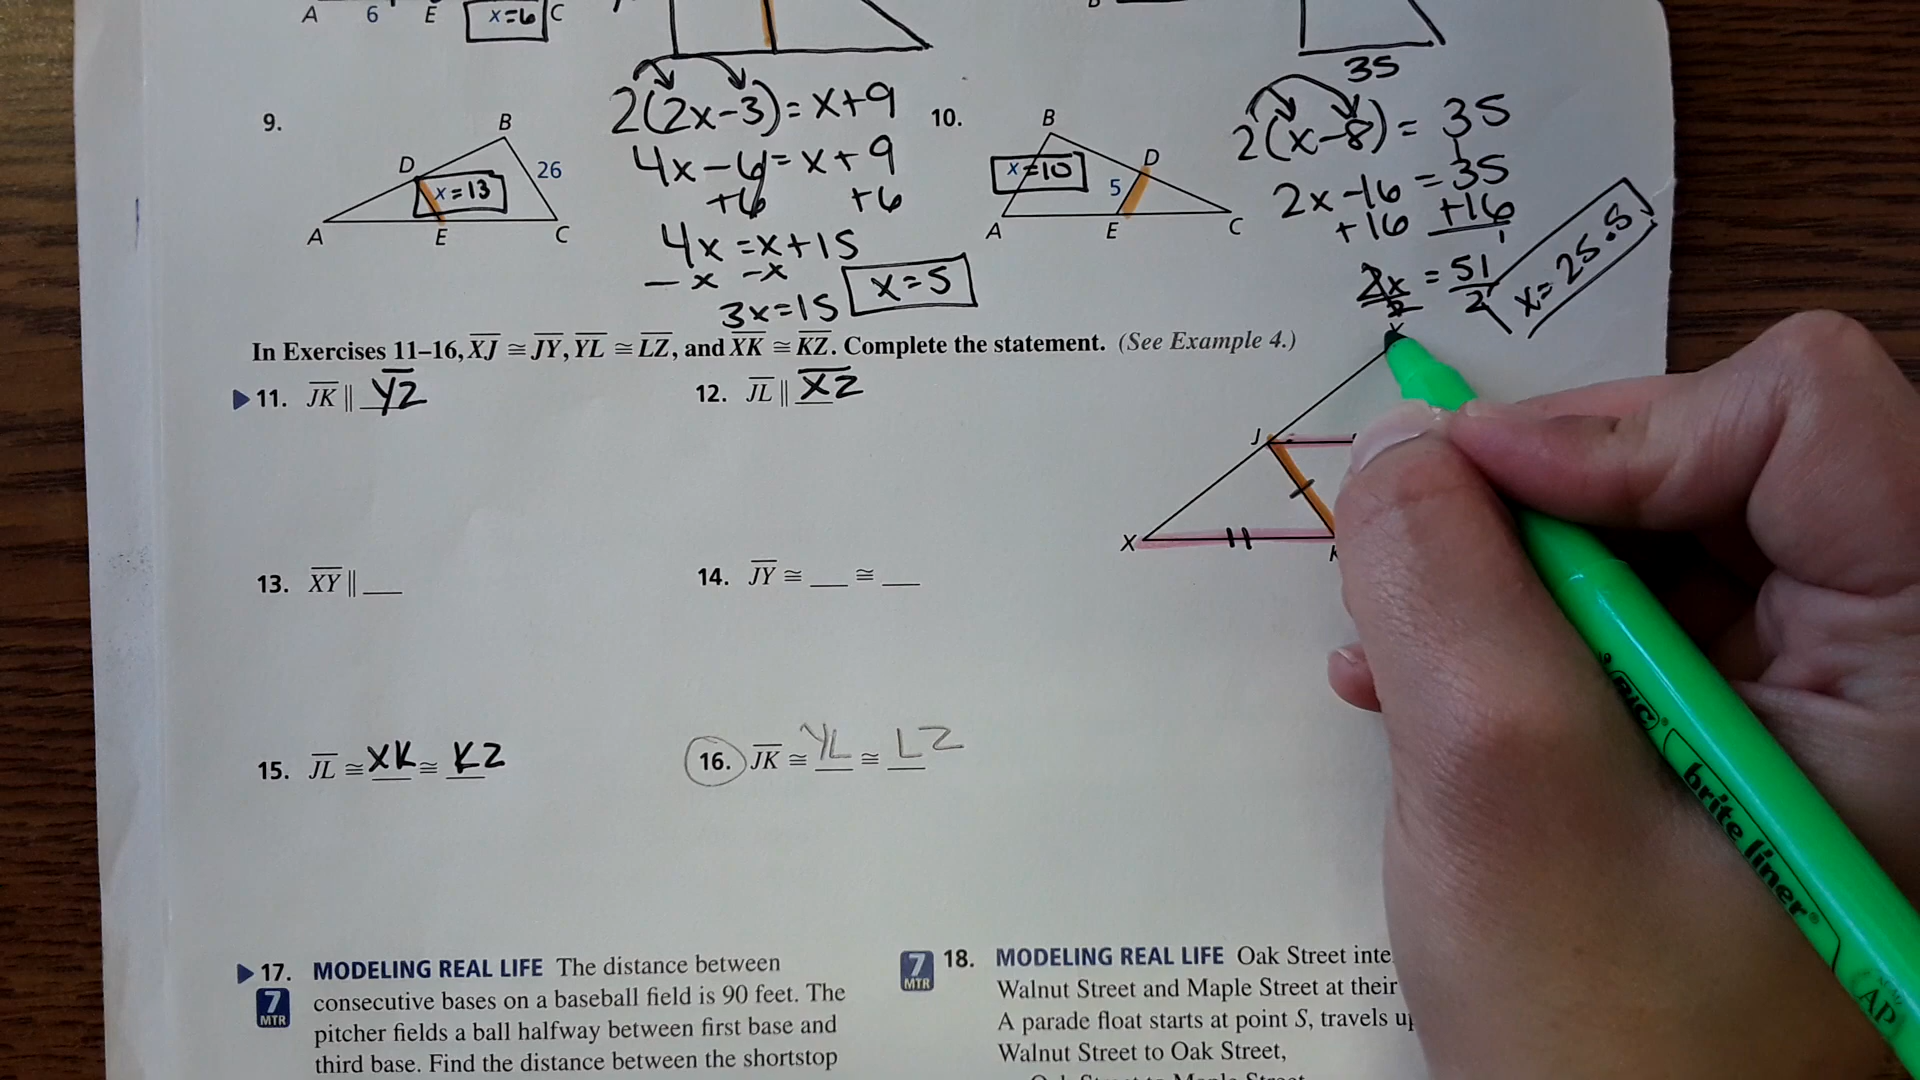 A 6 E x=6 C
35
9.
B
D
26
x=13
A E C
2(2x-3)=x+9
4x-6=x+9
+6 +6
4x=x+15
-x -x
3x=15
x=5
10.
B
D
x=10
5
A E C
2(x-8)=35
2x-16=35
+16 +16
2x/2 = 51/2
x=25.5
In Exercises 11–16, XJ ≅ JY, YL ≅ LZ, and XK ≅ KZ. Complete the statement. (See Example 4.)
11. JK ∥ YZ
12. JL ∥ XZ
Y
J
X
K
13. XY ∥ __
14. JY ≅ __ ≅ __
15. JL ≅ XK ≅ KZ
16. JK ≅ YL ≅ LZ
17. MODELING REAL LIFE The distance between
consecutive bases on a baseball field is 90 feet. The
pitcher fields a ball halfway between first base and
third base. Find the distance between the shortstop
7
MTR
18. MODELING REAL LIFE Oak Street inte
Walnut Street and Maple Street at their
A parade float starts at point S, travels up
Walnut Street to Oak Street,
7
MTR
BIC® brite liner®
AP